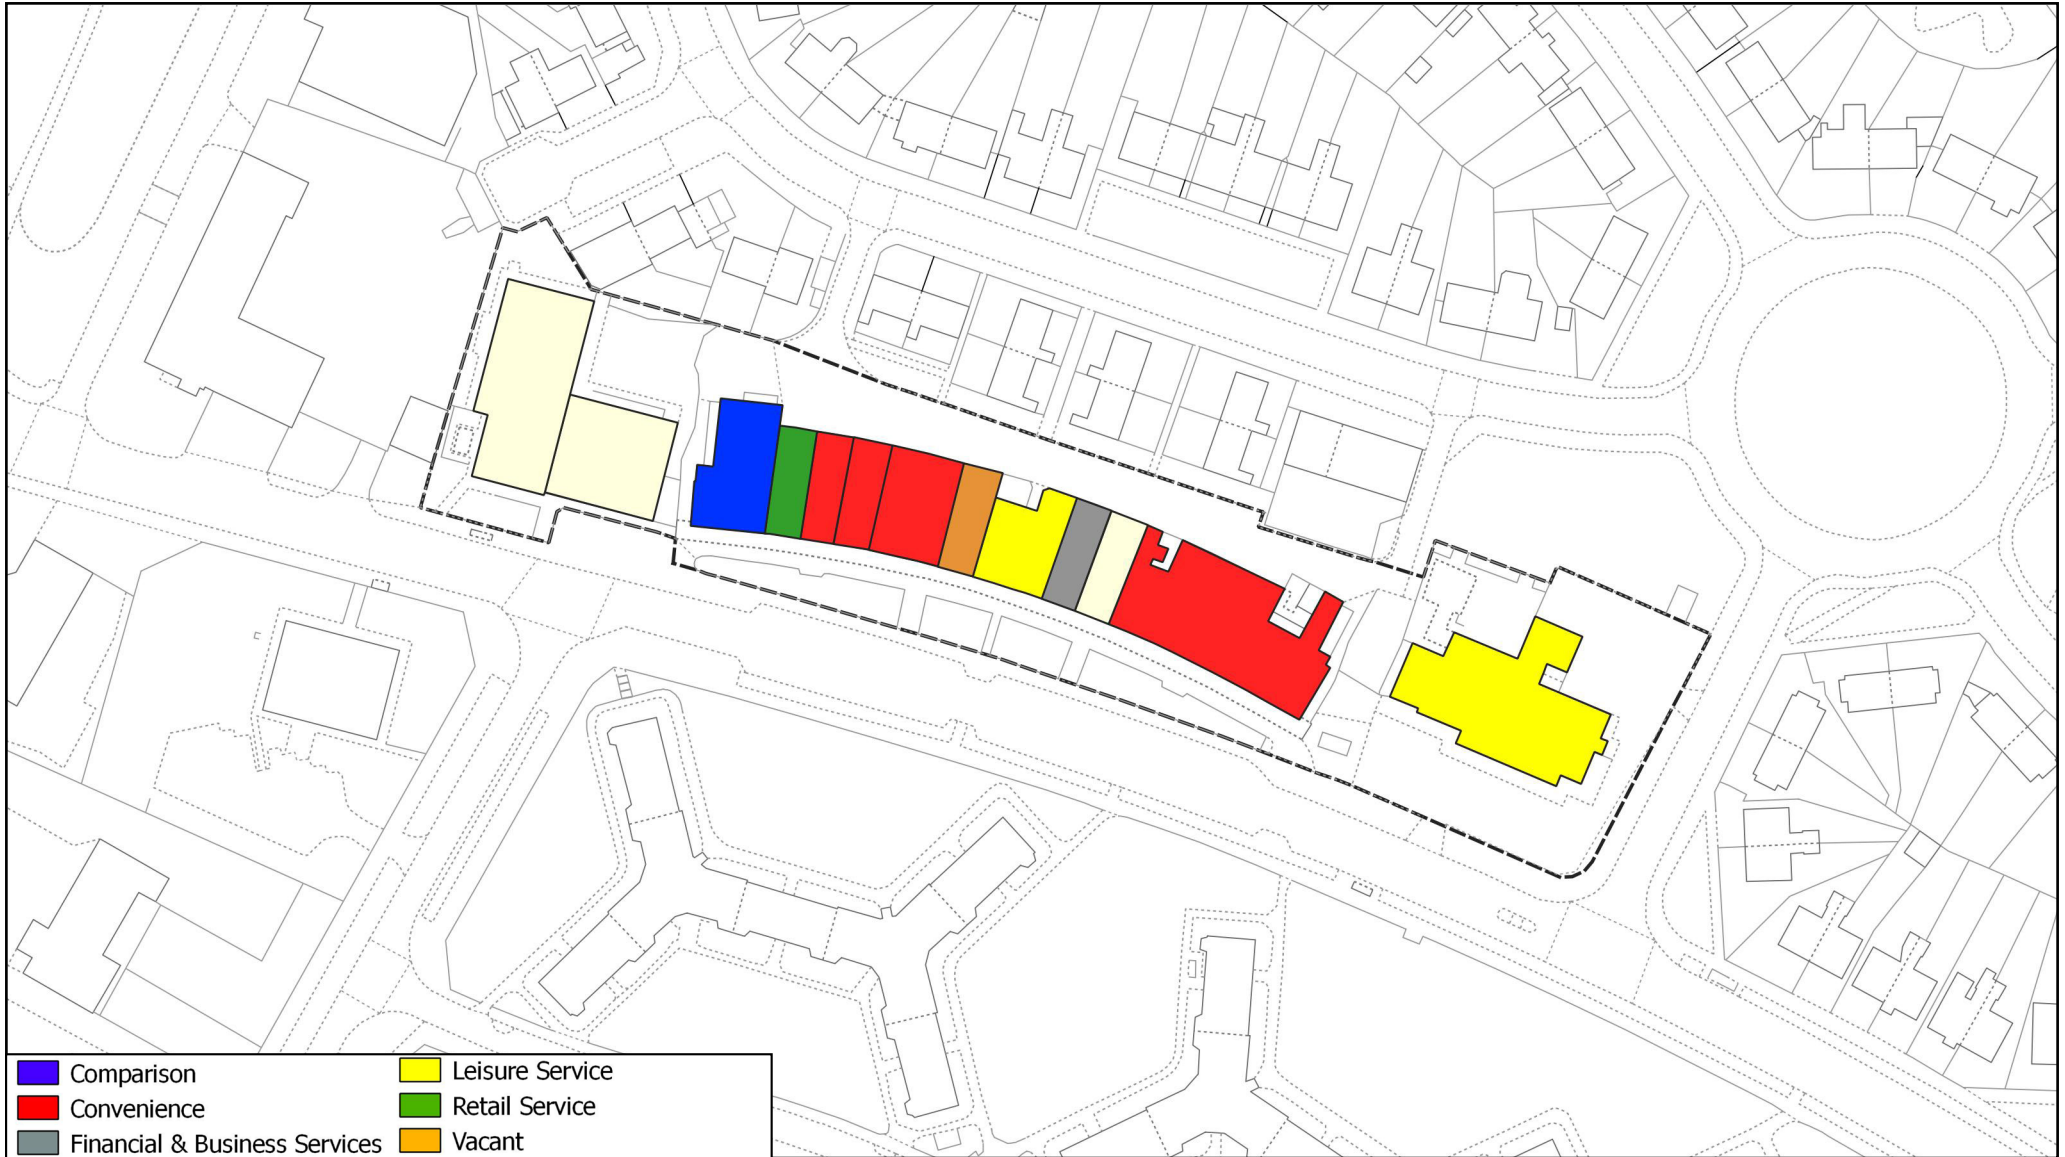 Comparison
Convenience
Financial & Business Services
Leisure Service
Retail Service
Vacant